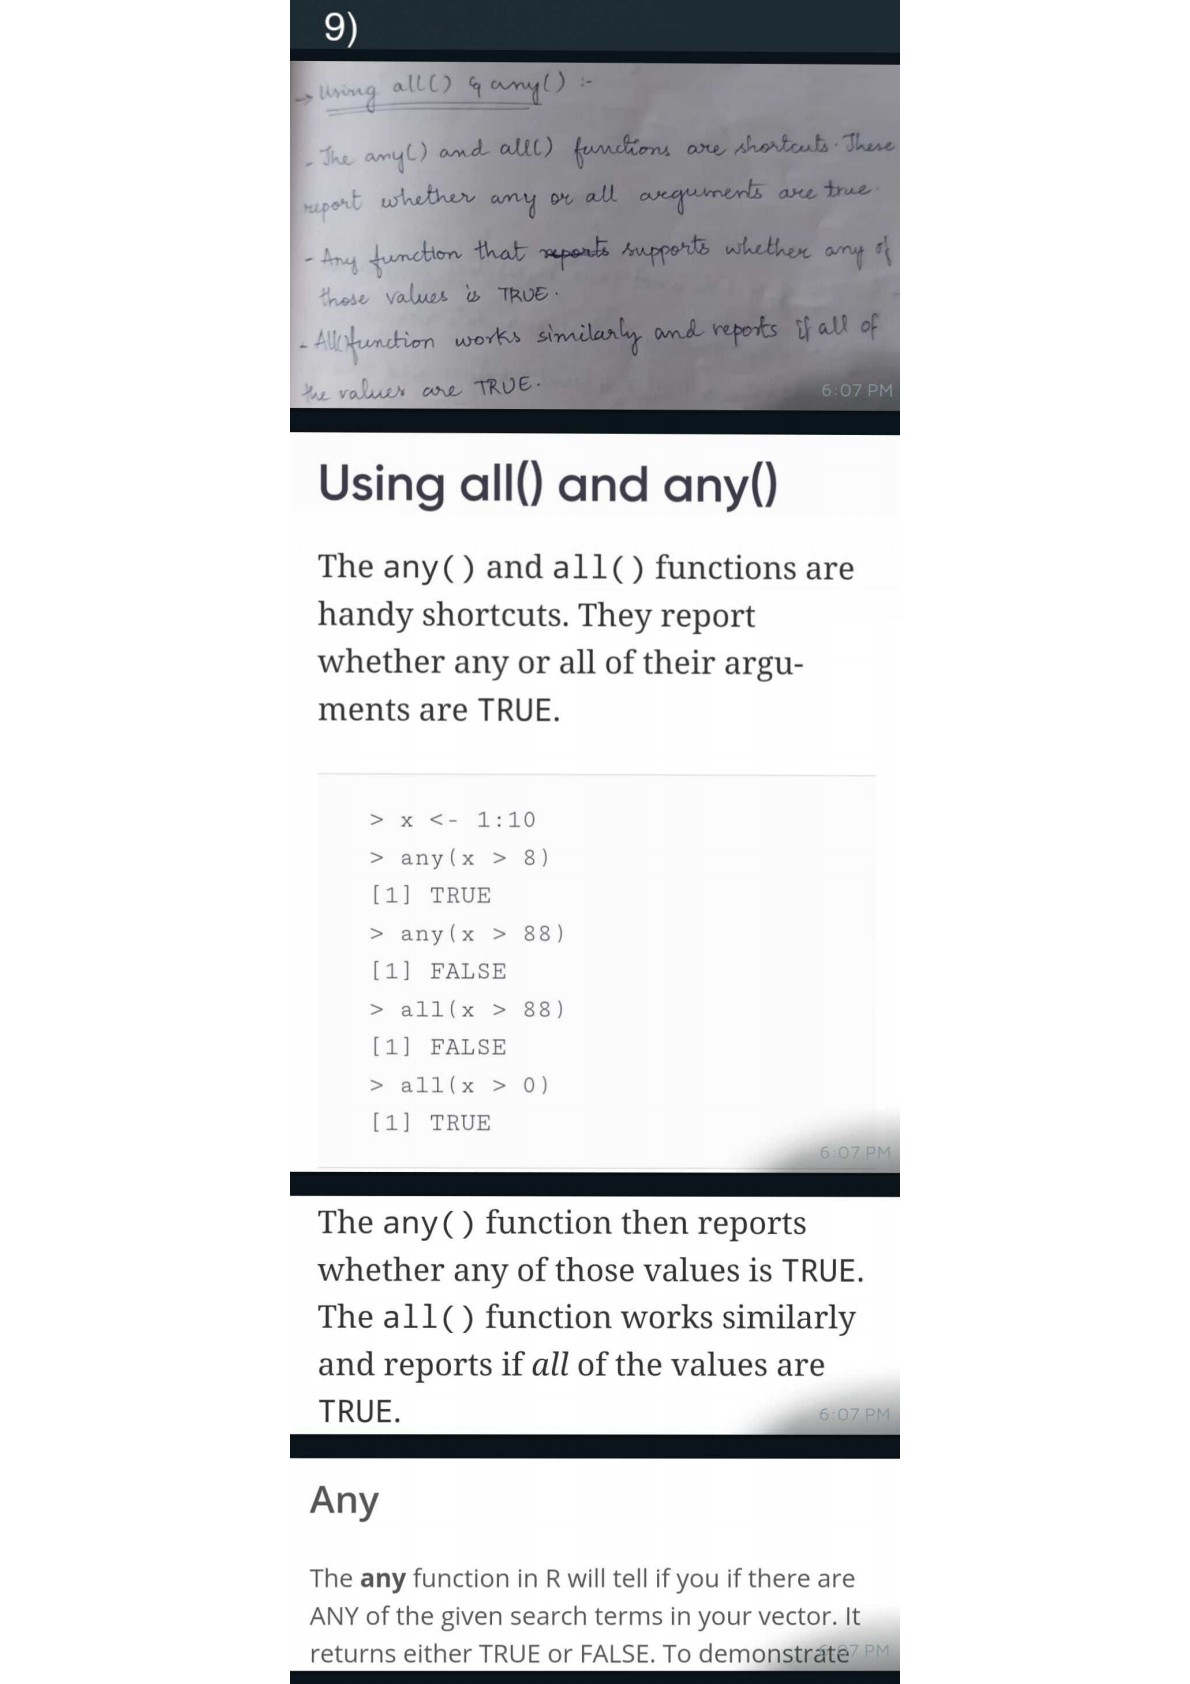 9)
→ Using all() & any() :-
- The any() and all() functions are shortcuts. These
report whether any or all arguments are true.
- Any function that reports supports whether any of
those values is TRUE.
- All() function works similarly and reports if all of
the values are TRUE.
6:07 PM
Using all() and any()
The any() and all() functions are
handy shortcuts. They report
whether any or all of their argu-
ments are TRUE.
> x <- 1:10
> any(x > 8)
[1] TRUE
> any(x > 88)
[1] FALSE
> all(x > 88)
[1] FALSE
> all(x > 0)
[1] TRUE
6:07 PM
The any() function then reports
whether any of those values is TRUE.
The all() function works similarly
and reports if all of the values are
TRUE.
6:07 PM
Any
The any function in R will tell if you if there are
ANY of the given search terms in your vector. It
returns either TRUE or FALSE. To demonstrate
6:07 PM